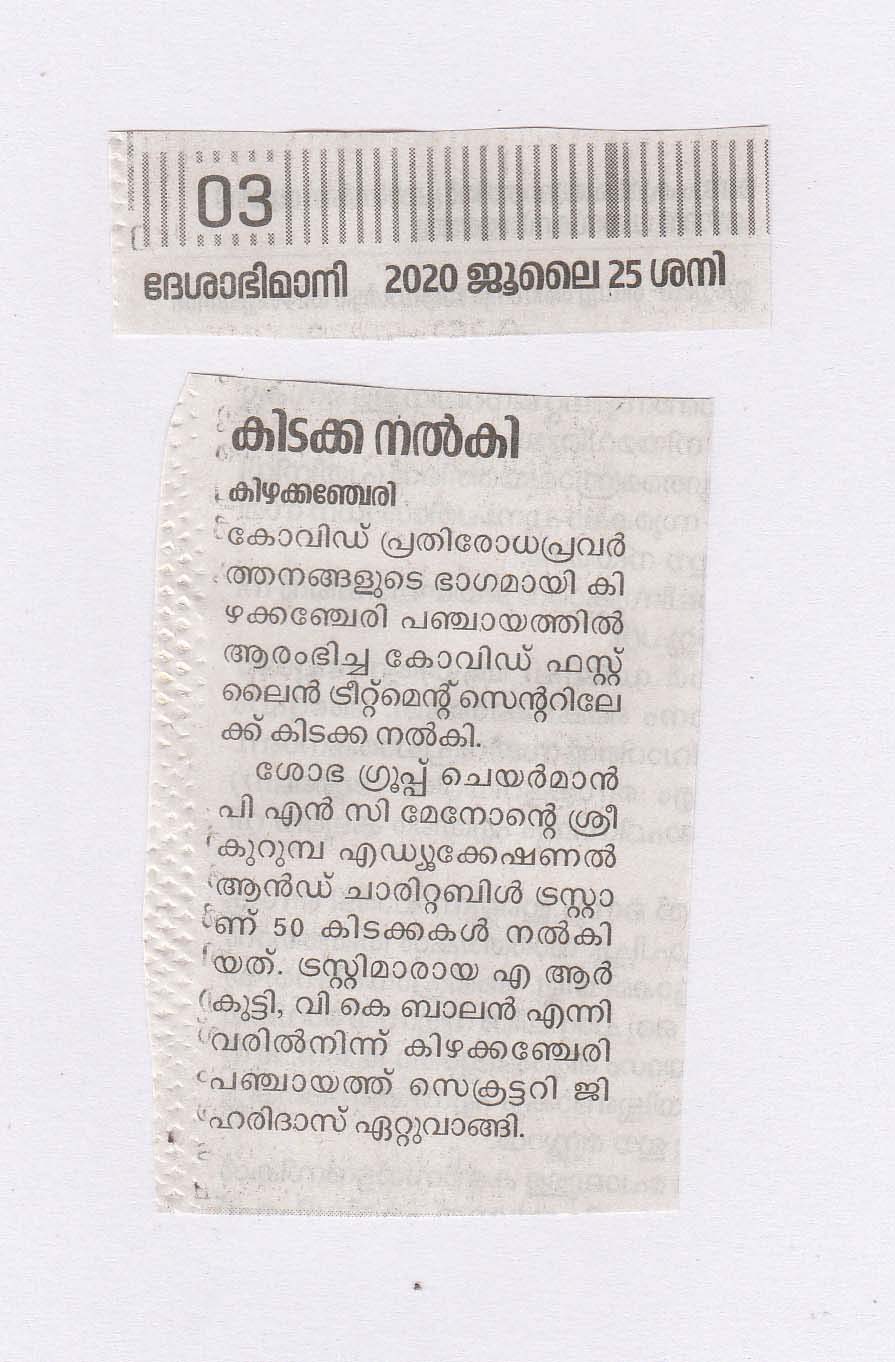 03
ദേശാഭിമാനി 2020 ജൂലൈ 25 ശനി
കിടക്ക നൽകി
കിഴക്കഞ്ചേരി
കോവിഡ് പ്രതിരോധപ്രവർ
ത്തനങ്ങളുടെ ഭാഗമായി കി
ഴക്കഞ്ചേരി പഞ്ചായത്തിൽ
ആരംഭിച്ച കോവിഡ് ഫസ്റ്റ്
ലൈൻ ട്രീറ്റ്മെന്റ് സെന്ററിലേ
ക്ക് കിടക്ക നൽകി.
ശോഭ ഗ്രൂപ്പ് ചെയർമാൻ
പി എൻ സി മേനോന്റെ ശ്രീ
കുറുമ്പ എഡ്യൂക്കേഷണൽ
ആൻഡ് ചാരിറ്റബിൾ ട്രസ്റ്റാ
ണ് 50 കിടക്കകൾ നൽകി
യത്. ട്രസ്റ്റിമാരായ എ ആർ
കുട്ടി, വി കെ ബാലൻ എന്നി
വരിൽനിന്ന് കിഴക്കഞ്ചേരി
പഞ്ചായത്ത് സെക്രട്ടറി ജി
ഹരിദാസ് ഏറ്റുവാങ്ങി.